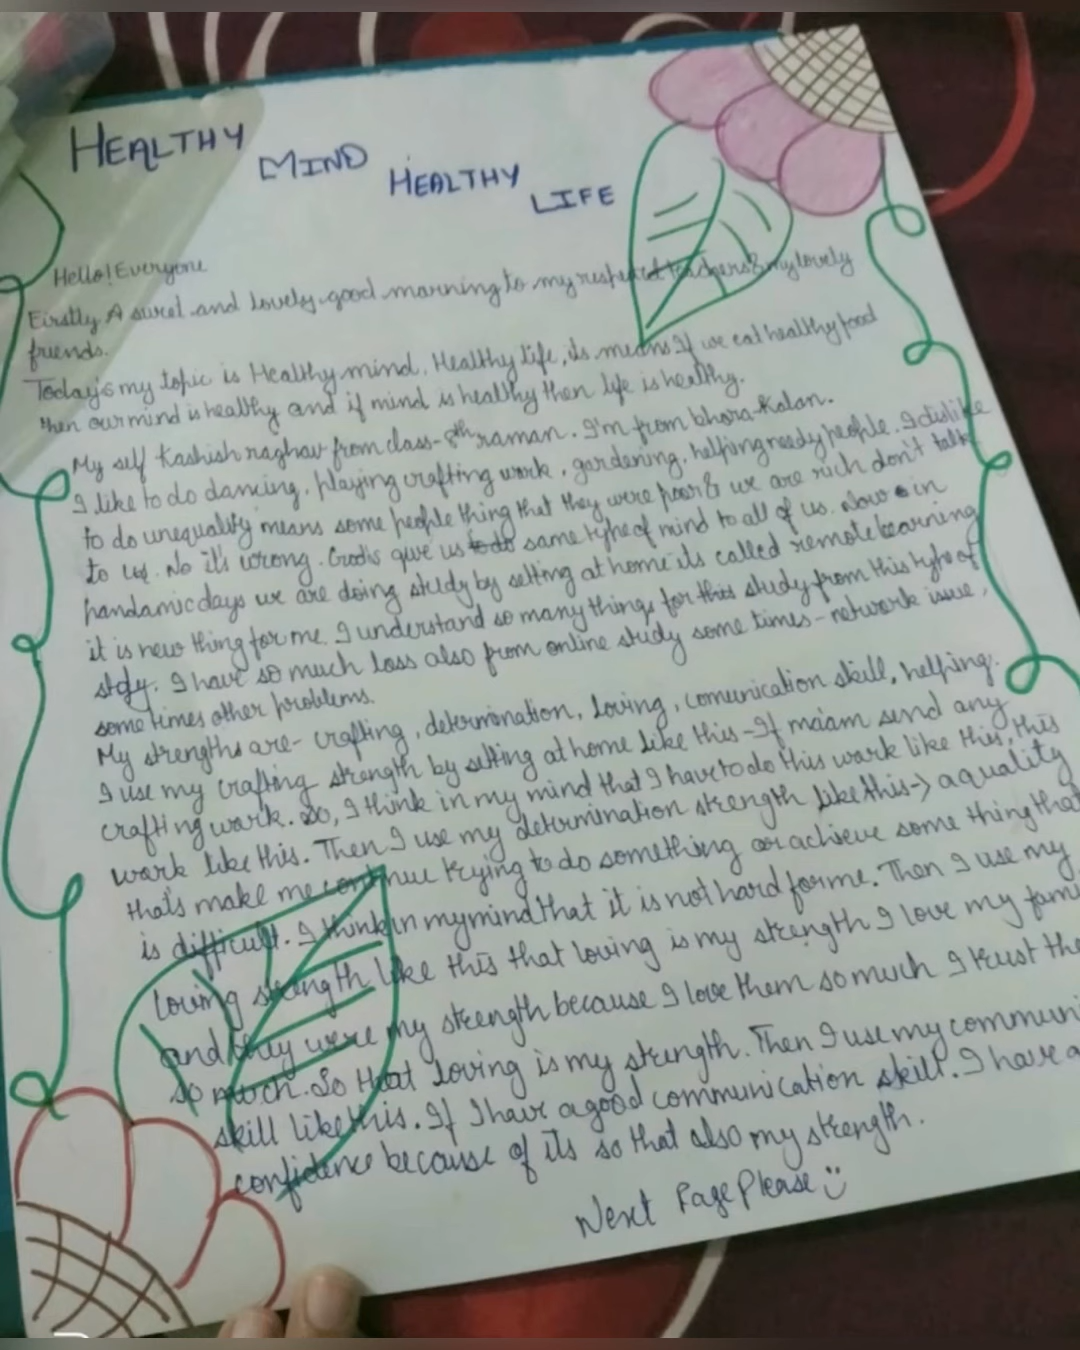 HEALTHY MIND HEALTHY LIFE
Hello! Everyone
Firstly A sweet and lovely good morning to my respected teachers & my lovely
friends.
Today's my topic is Healthy mind. Healthy life, its means If we eat healthy food
then our mind is healthy and if mind is healthy then life is healthy.
My self Kashish raghav from class-8th raman. I'm from bhora-Kalan.
I like to do dancing, playing crafting work, gardening, helping needy people. I dislike
to do unequality means some people thing that they were poor & we are rich don't talk
to us. No it's wrong. God is give us same type of mind to all of us. Now in
pandamic days we are doing study by setting at home its called remote learning
it is new thing for me. I understand so many things for this study from this type of
stdy. I have so much loss also from online study some times - network issue,
some times other problems.
My strengths are- crafting, determination, loving, comunication skill, helping.
I use my crafting strength by setting at home like this - If maiam send any
crafting work. So, I think in my mind that I have to do this work like this, this
work like this. Then I use my determination strength like this -> a quality
that's make me continue trying to do something or achieve some thing that
is difficult. I think in my mind that it is not hard for me. Then I use my
loving strength like this that loving is my strength I love my
and they were my strength because I love them so much I trust
so much. So that loving is my strength. Then I use my
skill like this. If I have a good communication skill. I have a
confidence because of its so that also my strength.
Next Page Please